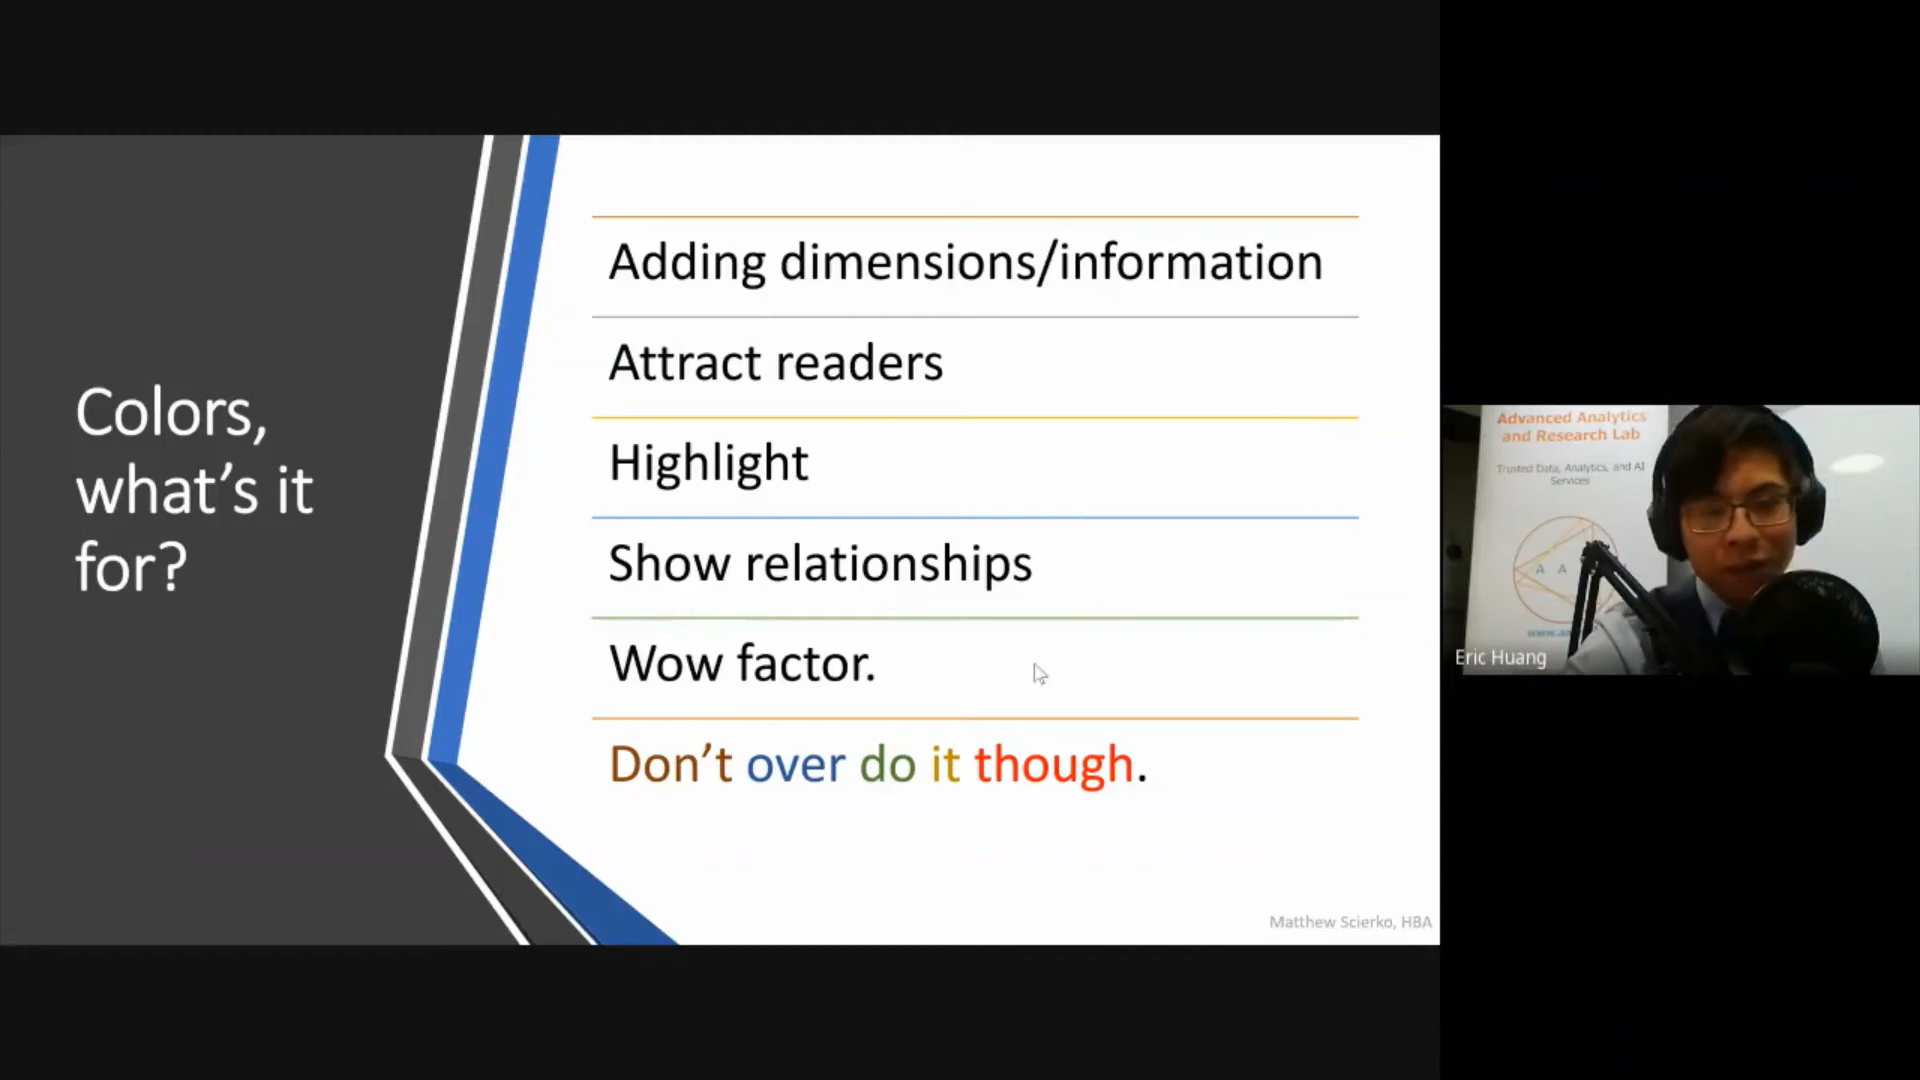 Colors,
what's it
for?
Adding dimensions/information
Attract readers
Highlight
Show relationships
Wow factor.
Don't over do it though.
Matthew Scierko, HBA
Advanced Analytics
and Research Lab
Trusted Data, Analytics, and AI
Services
A A
Eric Huang